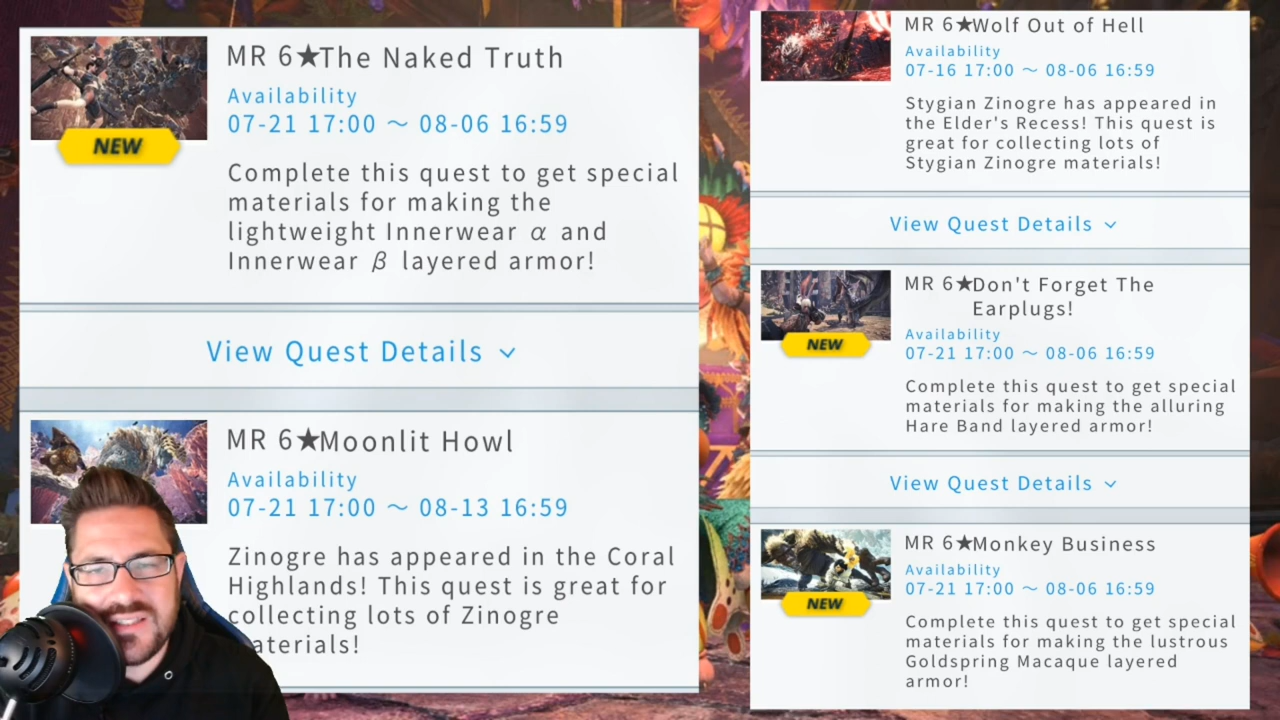 MR 6★The Naked Truth
Availability
07-21 17:00 ～ 08-06 16:59
NEW
Complete this quest to get special
materials for making the
lightweight Innerwear α and
Innerwear β layered armor!
View Quest Details
MR 6★Moonlit Howl
Availability
07-21 17:00 ～ 08-13 16:59
Zinogre has appeared in the Coral
Highlands! This quest is great for
collecting lots of Zinogre
aterials!
MR 6★Wolf Out of Hell
Availability
07-16 17:00 ～ 08-06 16:59
Stygian Zinogre has appeared in
the Elder's Recess! This quest is
great for collecting lots of
Stygian Zinogre materials!
View Quest Details
MR 6★Don't Forget The
Earplugs!
Availability
07-21 17:00 ～ 08-06 16:59
NEW
Complete this quest to get special
materials for making the alluring
Hare Band layered armor!
View Quest Details
MR 6★Monkey Business
Availability
07-21 17:00 ～ 08-06 16:59
NEW
Complete this quest to get special
materials for making the lustrous
Goldspring Macaque layered
armor!